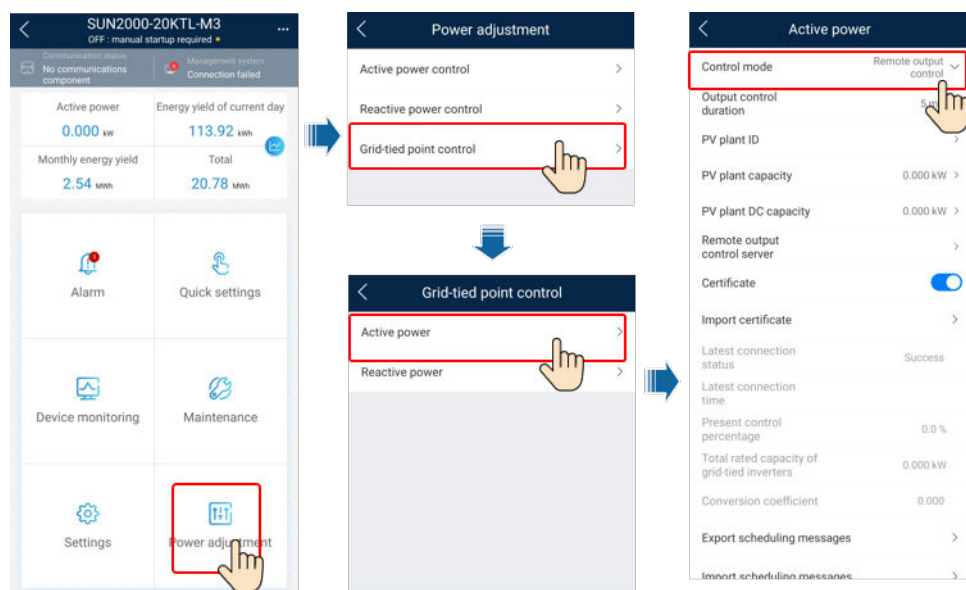 SUN2000-20KTL-M3
OFF : manual startup required
Communication status
No communications
component
Management system
Connection failed
Active power
0.000 kW
Energy yield of current day
113.92 kWh
Monthly energy yield
2.54 MWh
Total
20.78 MWh
Alarm
Quick settings
Device monitoring
Maintenance
Settings
Power adjustment
Power adjustment
Active power control
Reactive power control
Grid-tied point control
Grid-tied point control
Active power
Reactive power
Active power
Control mode
Remote output
control
Output control
duration
PV plant ID
PV plant capacity
0.000 kW
PV plant DC capacity
0.000 kW
Remote output
control server
Certificate
Import certificate
Latest connection
status
Success
Latest connection
time
Present control
percentage
0.0 %
Total rated capacity of
grid-tied inverters
0.000 kW
Conversion coefficient
0.000
Export scheduling messages
Import scheduling messages